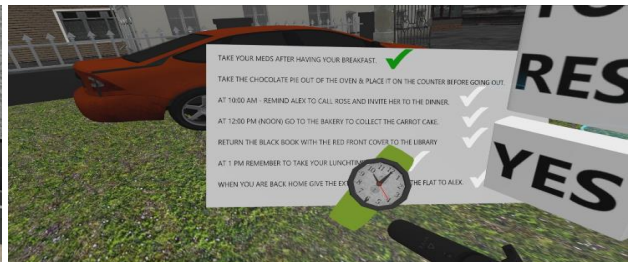 TAKE YOUR MEDS AFTER HAVING YOUR BREAKFAST.
TAKE THE CHOCOLATE PIE OUT OF THE OVEN & PLACE IT ON THE COUNTER BEFORE GOING OUT.
AT 10:00 AM - REMIND ALEX TO CALL ROSE AND INVITE HER TO THE DINNER.
AT 12:00 PM (NOON) GO TO THE BAKERY TO COLLECT THE CARROT CAKE.
RETURN THE BLACK BOOK WITH THE RED FRONT COVER TO THE LIBRARY
AT 1 PM REMEMBER TO TAKE YOUR LUNCHTIM
WHEN YOU ARE BACK HOME GIVE THE EX THE FLAT TO ALEX.
TO
RES
YES